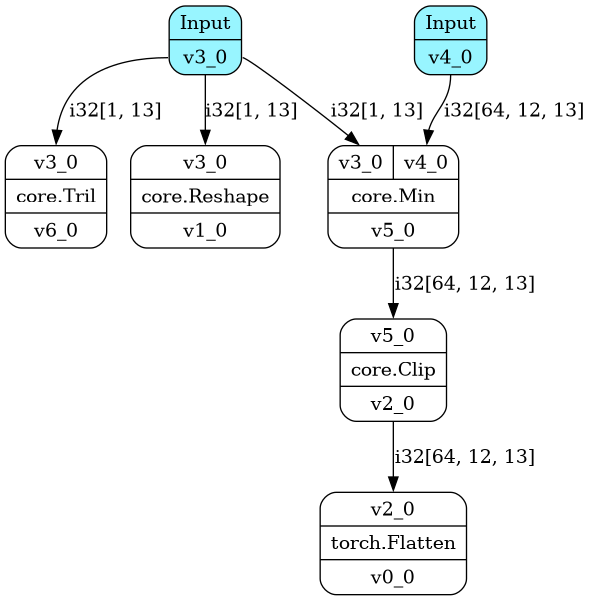 Input
v3_0
Input
v4_0
i32[1, 13]
i32[1, 13]
i32[1, 13]
i32[64, 12, 13]
v3_0
core.Tril
v6_0
v3_0
core.Reshape
v1_0
v3_0 v4_0
core.Min
v5_0
i32[64, 12, 13]
v5_0
core.Clip
v2_0
i32[64, 12, 13]
v2_0
torch.Flatten
v0_0